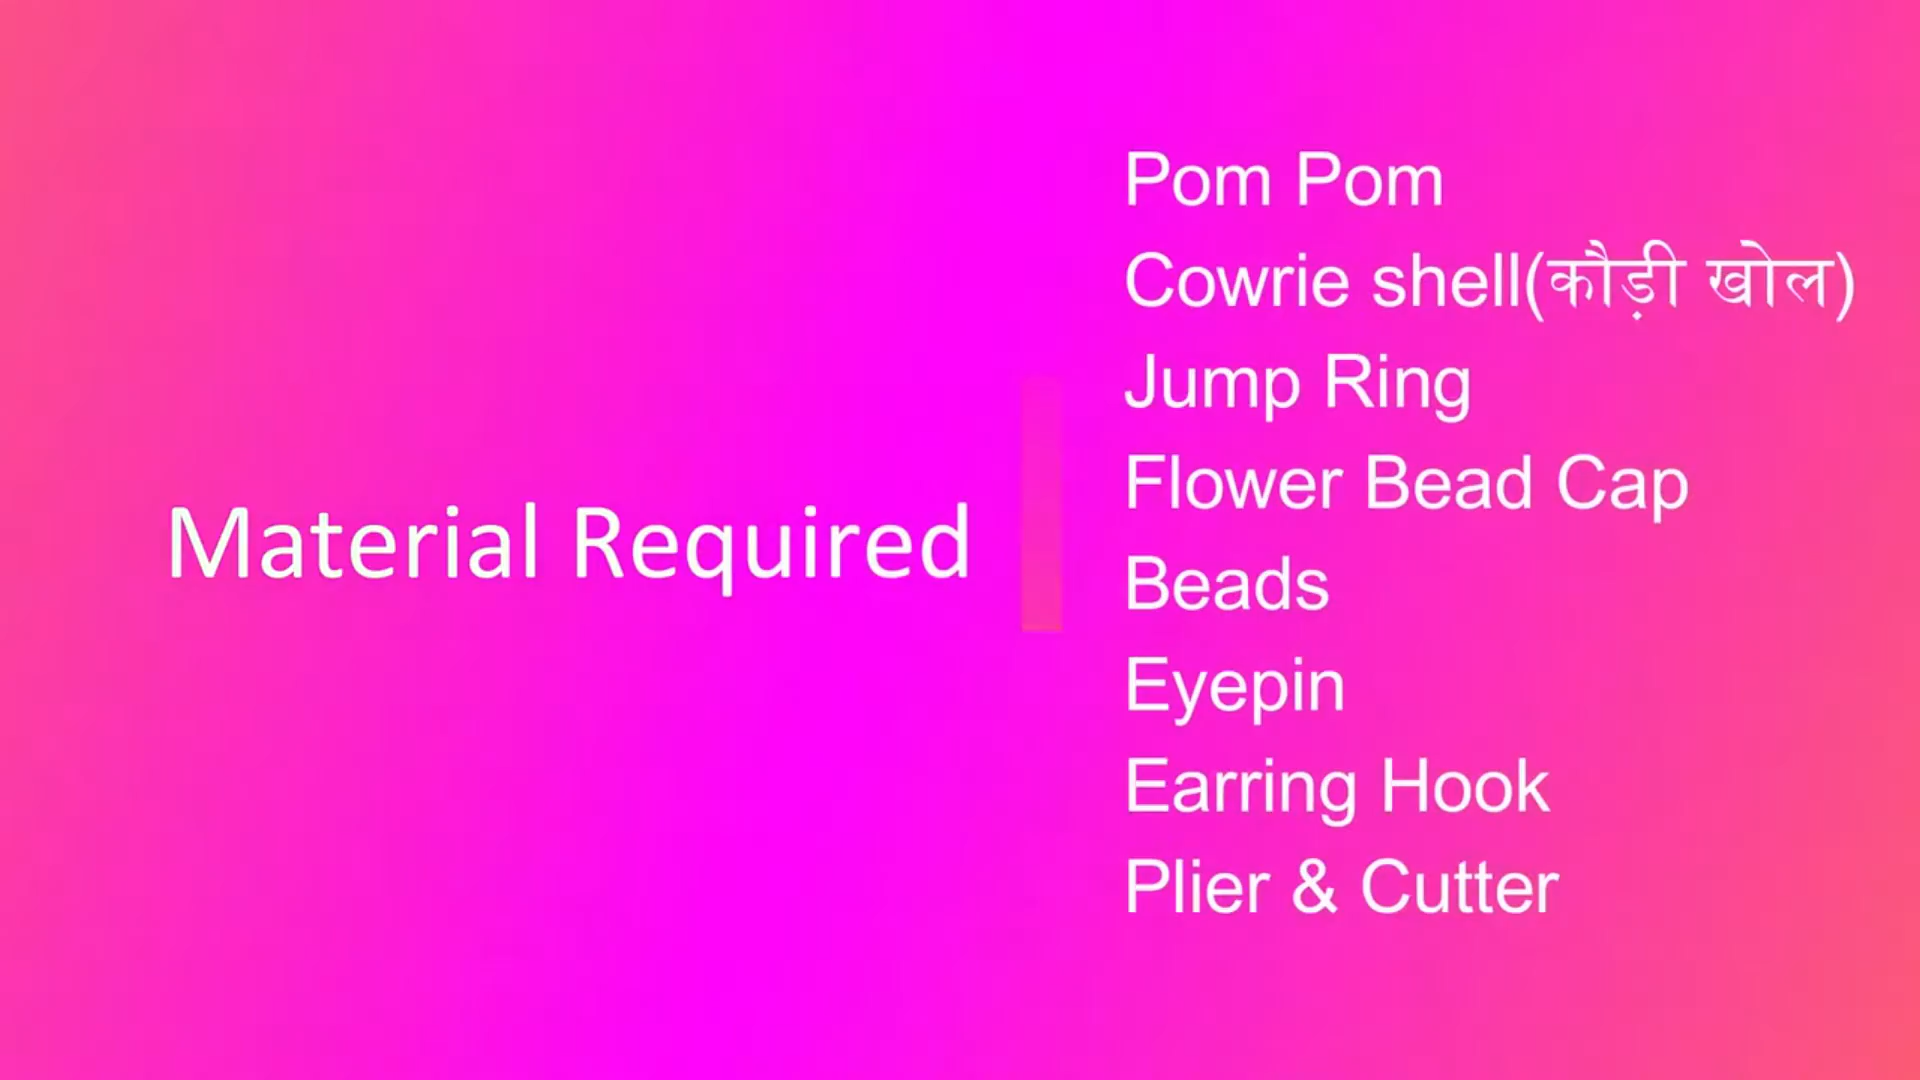 Material Required
Pom Pom
Cowrie shell(कौड़ी खोल)
Jump Ring
Flower Bead Cap
Beads
Eyepin
Earring Hook
Plier & Cutter